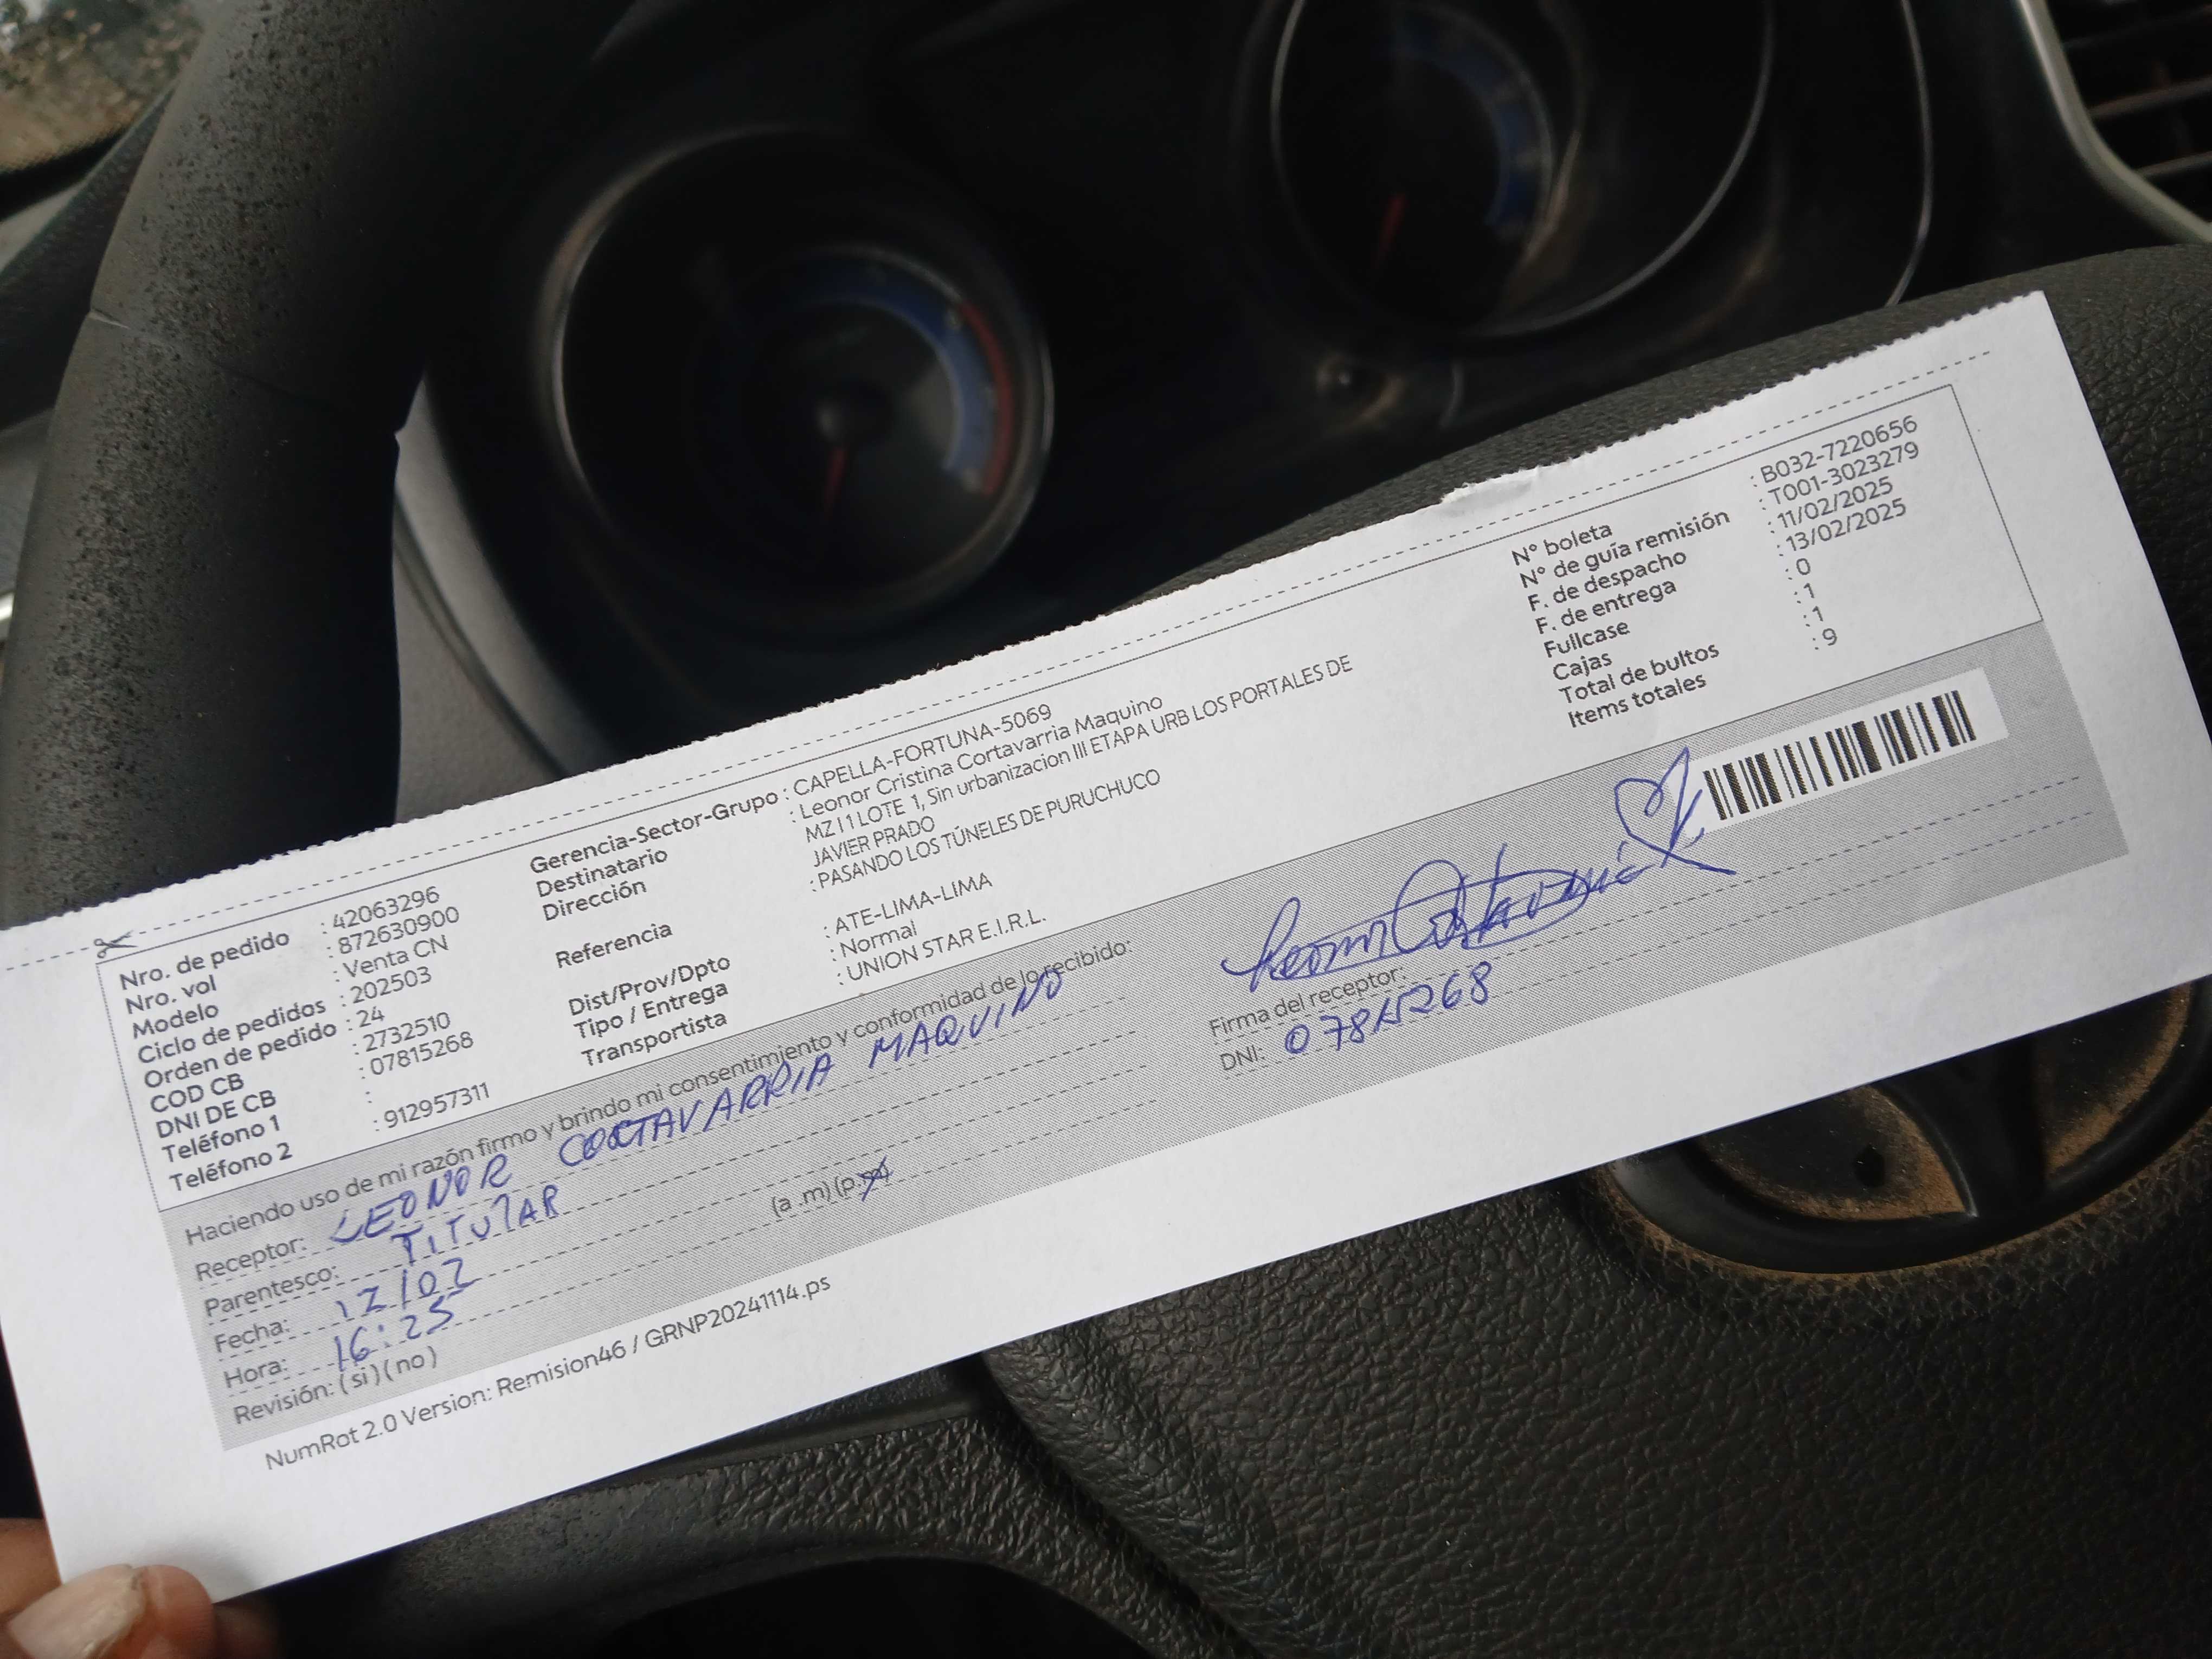 Nro. de pedido : 42063296
Nro. vol : 872630900
Modelo : Venta CN
Ciclo de pedidos : 202503
Orden de pedido : 24
COD CB : 2732510
DNI DE CB : 07815268
Teléfono 1 :
Teléfono 2 : 912957311
Gerencia-Sector-Grupo : CAPELLA-FORTUNA-5069
Destinatario : Leonor Cristina Cortavarria Maquino
Dirección MZ I 1 LOTE 1, Sin urbanizacion III ETAPA URB LOS PORTALES DE
JAVIER PRADO
Referencia : PASANDO LOS TÚNELES DE PURUCHUCO
Dist/Prov/Dpto : ATE-LIMA-LIMA
Tipo / Entrega : Normal
Transportista : UNION STAR E.I.R.L.
N° boleta : B032-7220656
N° de guía remisión : T001-3023279
F. de despacho : 11/02/2025
F. de entrega : 13/02/2025
Fullcase : 0
Cajas : 1
Total de bultos : 1
Items totales : 9
Haciendo uso de mi razón firmo y brindo mi consentimiento y conformidad de lo recibido:
Receptor: LEONOR CORTAVARRIA MAQUINO
Parentesco: TITULAR
Fecha: 12/02
Hora: 16:25 (a .m) (p.m)
Revisión: (si) (no)
Firma del receptor:
DNI: 07815268
NumRot 2.0 Version: Remision46 / GRNP20241114.ps